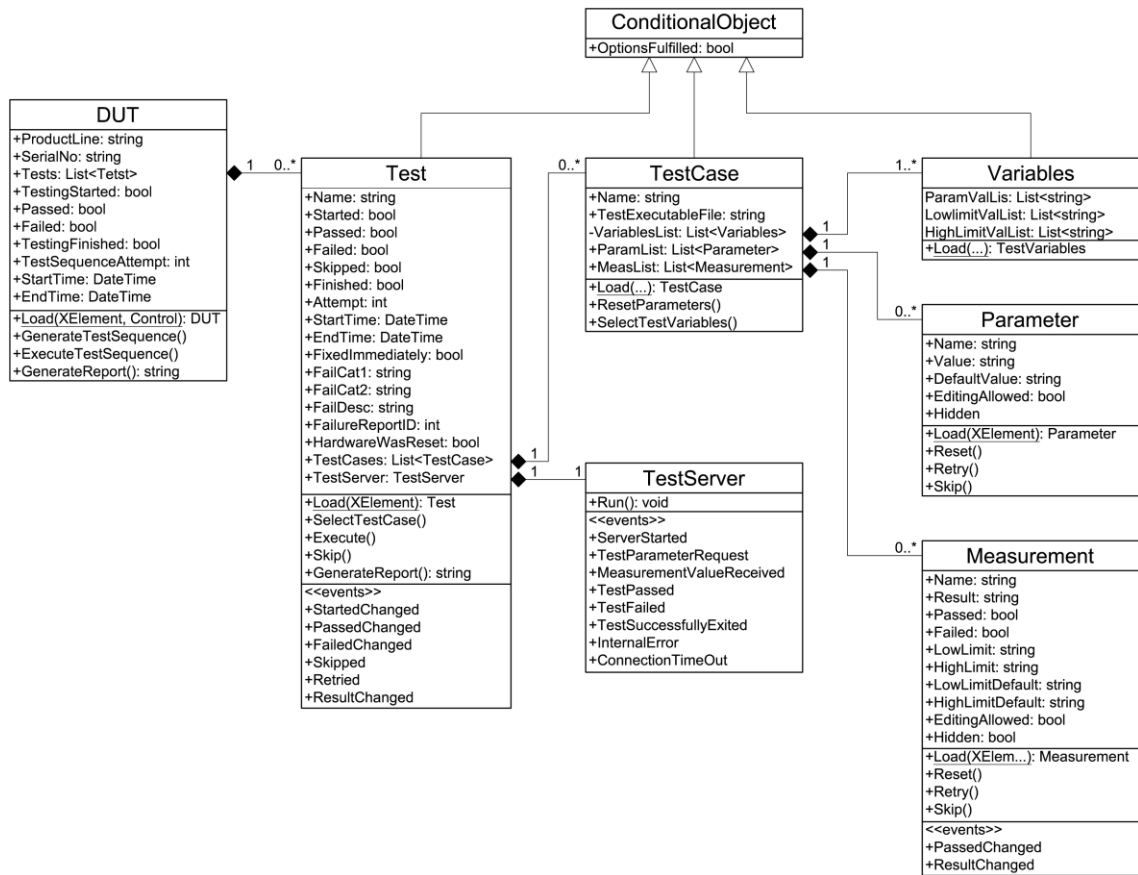 ConditionalObject
+OptionsFulfilled: bool
DUT
+ProductLine: string
+SerialNo: string
+Tests: List<Tetst>
+TestingStarted: bool
+Passed: bool
+Failed: bool
+TestingFinished: bool
+TestSequenceAttempt: int
+StartTime: DateTime
+EndTime: DateTime
+Load(XElement, Control): DUT
+GenerateTestSequence()
+ExecuteTestSequence()
+GenerateReport(): string
1
0..*
Test
+Name: string
+Started: bool
+Passed: bool
+Failed: bool
+Skipped: bool
+Finished: bool
+Attempt: int
+StartTime: DateTime
+EndTime: DateTime
+FixedImmediately: bool
+FailCat1: string
+FailCat2: string
+FailDesc: string
+FailureReportID: int
+HardwareWasReset: bool
+TestCases: List<TestCase>
+TestServer: TestServer
+Load(XElement): Test
+SelectTestCase()
+Execute()
+Skip()
+GenerateReport(): string
<<events>>
+StartedChanged
+PassedChanged
+FailedChanged
+Skipped
+Retried
+ResultChanged
1
0..*
1
1
TestCase
+Name: string
+TestExecutableFile: string
-VariablesList: List<Variables>
+ParamList: List<Parameter>
+MeasList: List<Measurement>
+Load(...): TestCase
+ResetParameters()
+SelectTestVariables()
TestServer
+Run(): void
<<events>>
+ServerStarted
+TestParameterRequest
+MeasurementValueReceived
+TestPassed
+TestFailed
+TestSuccessfullyExited
+InternalError
+ConnectionTimeOut
1
1..*
1
0..*
1
0..*
Variables
ParamValLis: List<string>
LowlimitValList: List<string>
HighLimitValList: List<string>
+Load(...): TestVariables
Parameter
+Name: string
+Value: string
+DefaultValue: string
+EditingAllowed: bool
+Hidden
+Load(XElement): Parameter
+Reset()
+Retry()
+Skip()
Measurement
+Name: string
+Result: string
+Passed: bool
+Failed: bool
+LowLimit: string
+HighLimit: string
+LowLimitDefault: string
+HighLimitDefault: string
+EditingAllowed: bool
+Hidden: bool
+Load(XElem...): Measurement
+Reset()
+Retry()
+Skip()
<<events>>
+PassedChanged
+ResultChanged